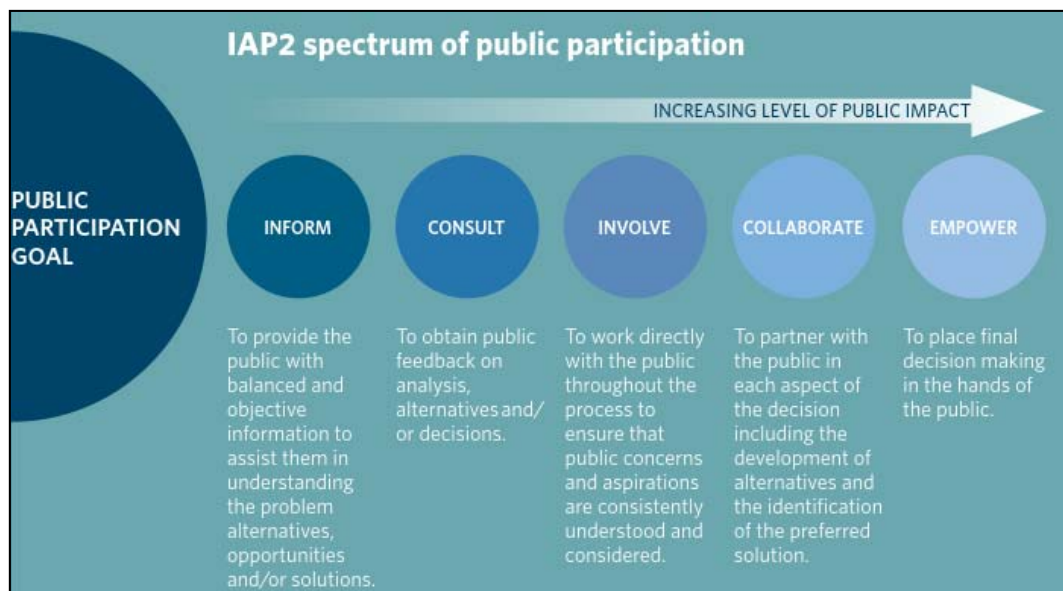 IAP2 spectrum of public participation
INCREASING LEVEL OF PUBLIC IMPACT
PUBLIC
PARTICIPATION
GOAL
INFORM
CONSULT
INVOLVE
COLLABORATE
EMPOWER
To provide the
public with
balanced and
objective
information to
assist them in
understanding
the problem
alternatives,
opportunities
and/or solutions.
To obtain public
feedback on
analysis,
alternatives and/
or decisions.
To work directly
with the public
throughout the
process to
ensure that
public concerns
and aspirations
are consistently
understood and
considered.
To partner with
the public in
each aspect of
the decision
including the
development of
alternatives and
the identification
of the preferred
solution.
To place final
decision making
in the hands of
the public.